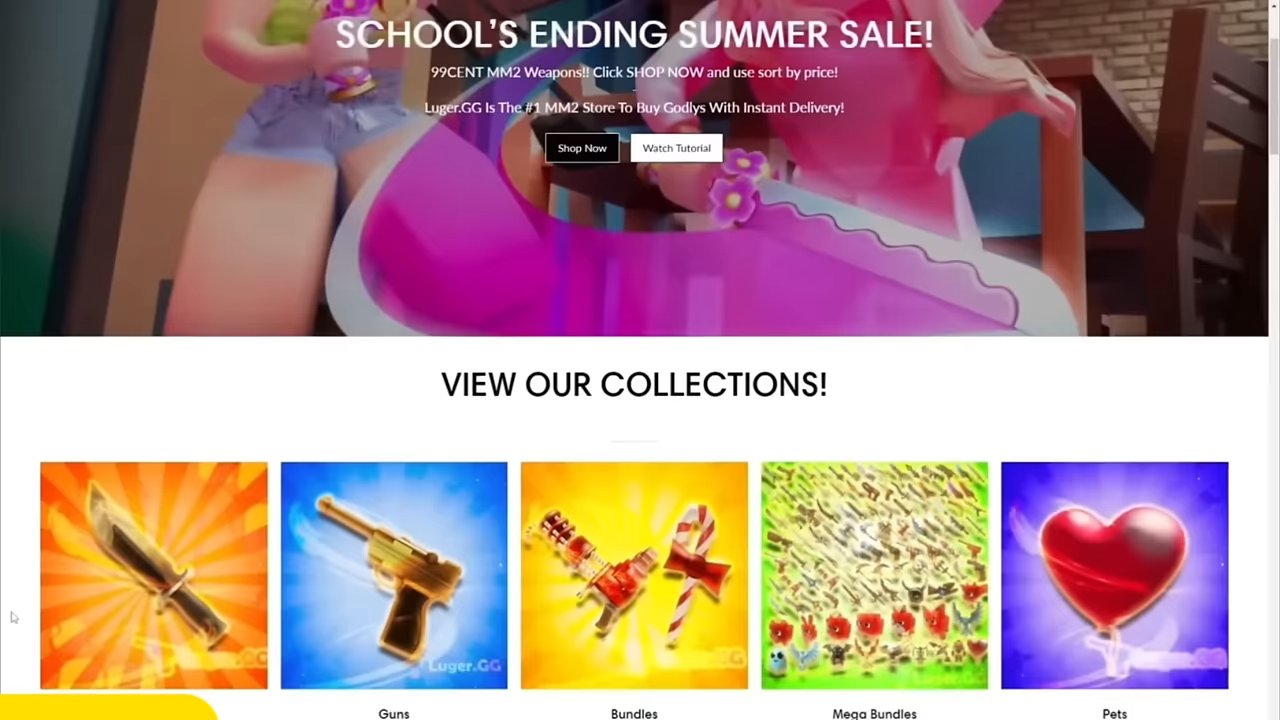 SCHOOL'S ENDING SUMMER SALE!
99CENT MM2 Weapons!! Click SHOP NOW and use sort by price!
Luger.GG Is The #1 MM2 Store To Buy Godlys With Instant Delivery!
Shop Now
Watch Tutorial
VIEW OUR COLLECTIONS!
Luger.GG
Guns
Bundles
Mega Bundles
Pets